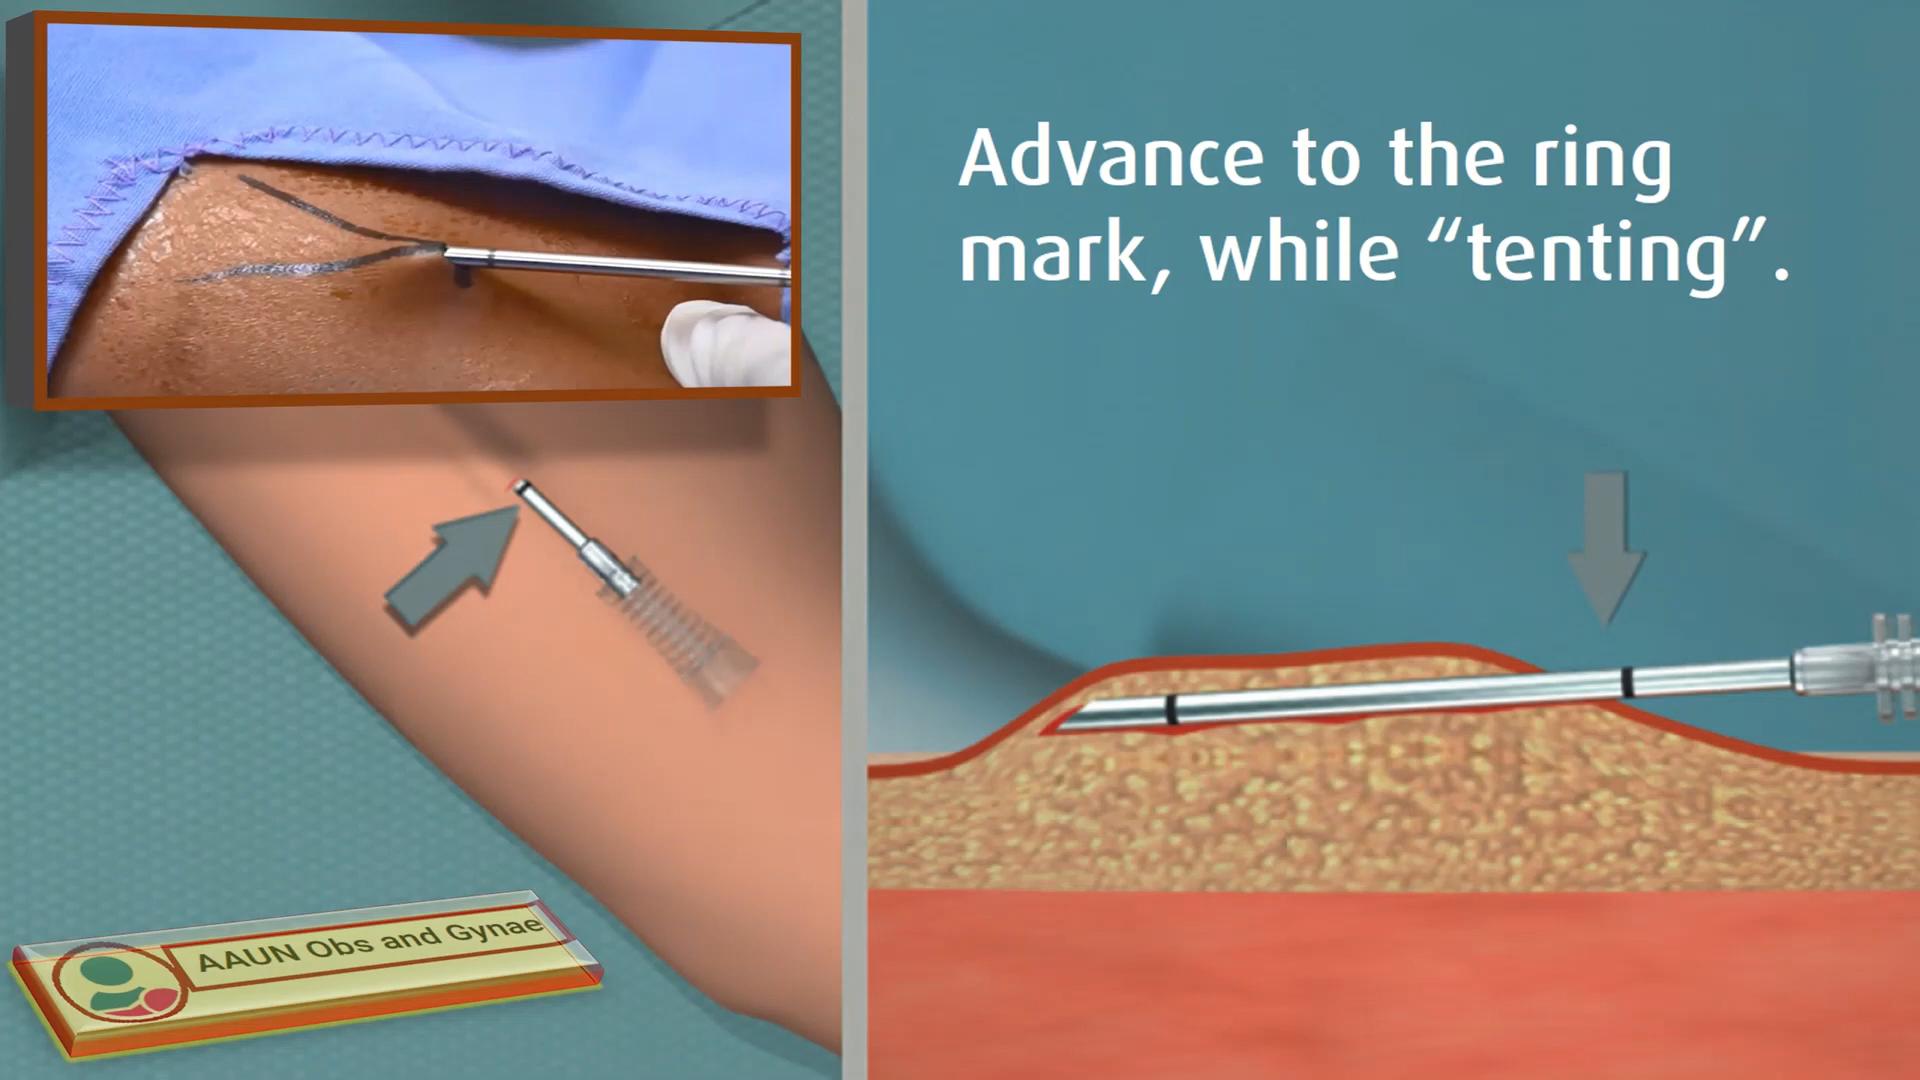 Advance to the ring
mark, while “tenting”.
AAUN Obs and Gynae